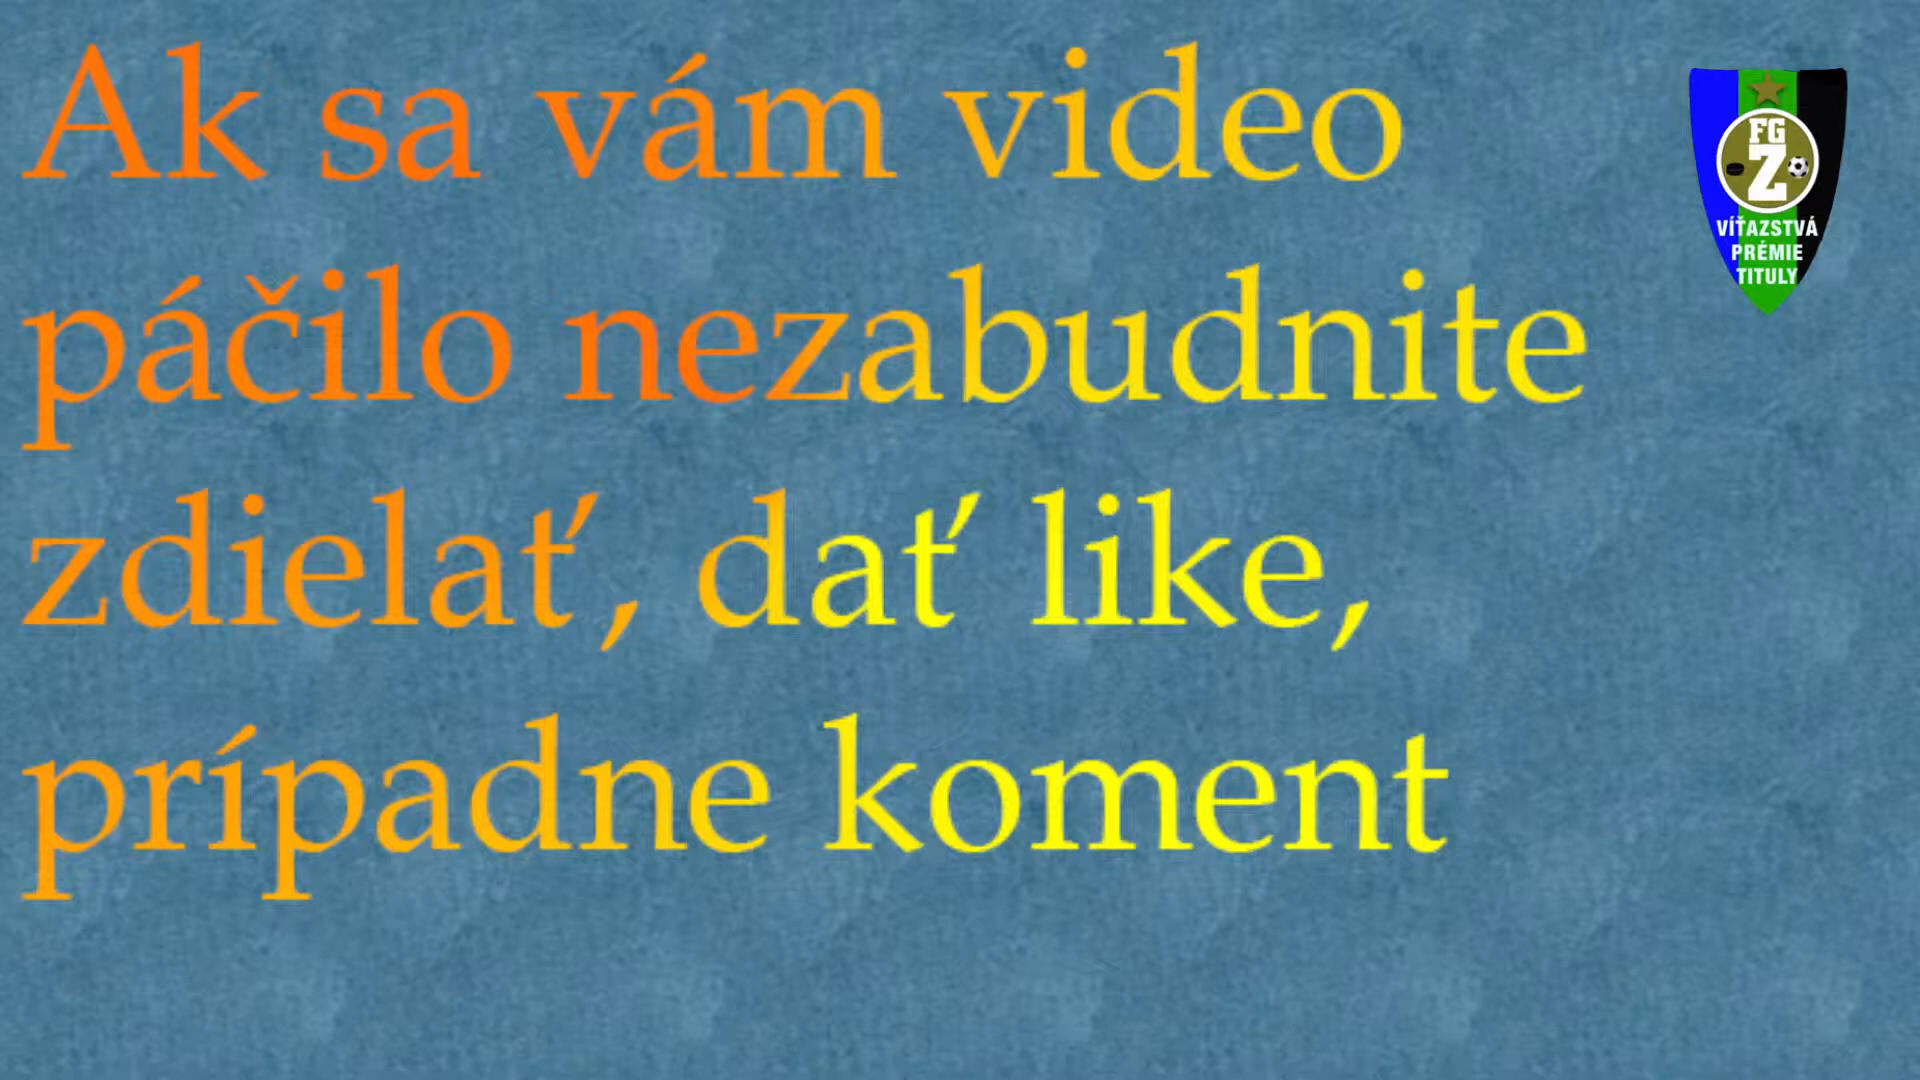 Ak sa vám video
páčilo nezabudnite
zdielať, dať like,
prípadne koment
FG
Z
VÍŤAZSTVÁ
PRÉMIE
TITULY